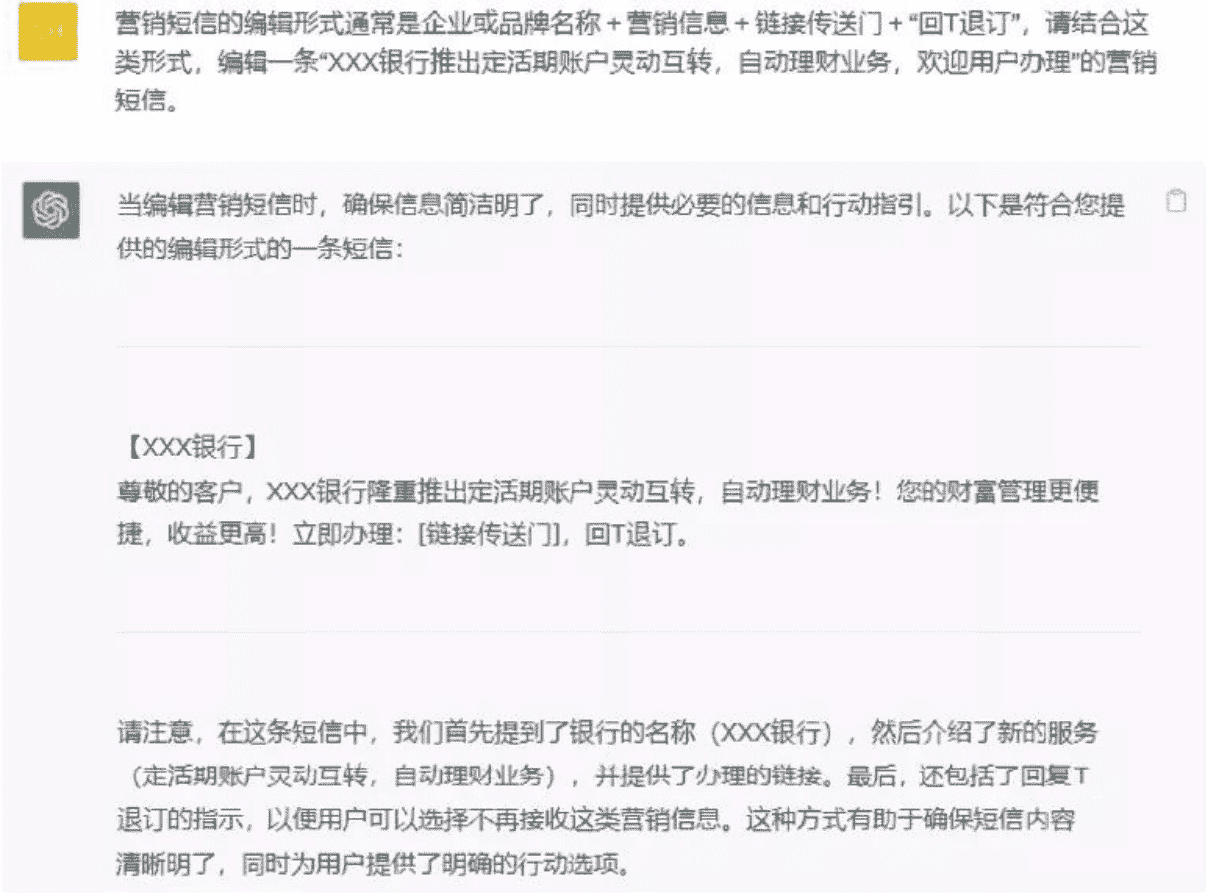 营销短信的编辑形式通常是企业或品牌名称+营销信息+链接传送门+“回T退订”，请结合这
类形式，编辑一条“XXX银行推出定活期账户灵动互转，自动理财业务，欢迎用户办理”的营销
短信。
当编辑营销短信时，确保信息简洁明了，同时提供必要的信息和行动指引。以下是符合您提
供的编辑形式的一条短信：
【XXX银行】
尊敬的客户，XXX银行隆重推出定活期账户灵动互转，自动理财业务！您的财富管理更便
捷，收益更高！立即办理：[链接传送门]，回T退订。
请注意，在这条短信中，我们首先提到了银行的名称（XXX银行），然后介绍了新的服务
（定活期账户灵动互转，自动理财业务），并提供了办理的链接。最后，还包括了回复T
退订的指示，以便用户可以选择不再接收这类营销信息。这种方式有助于确保短信内容
清晰明了，同时为用户提供了明确的行动选项。